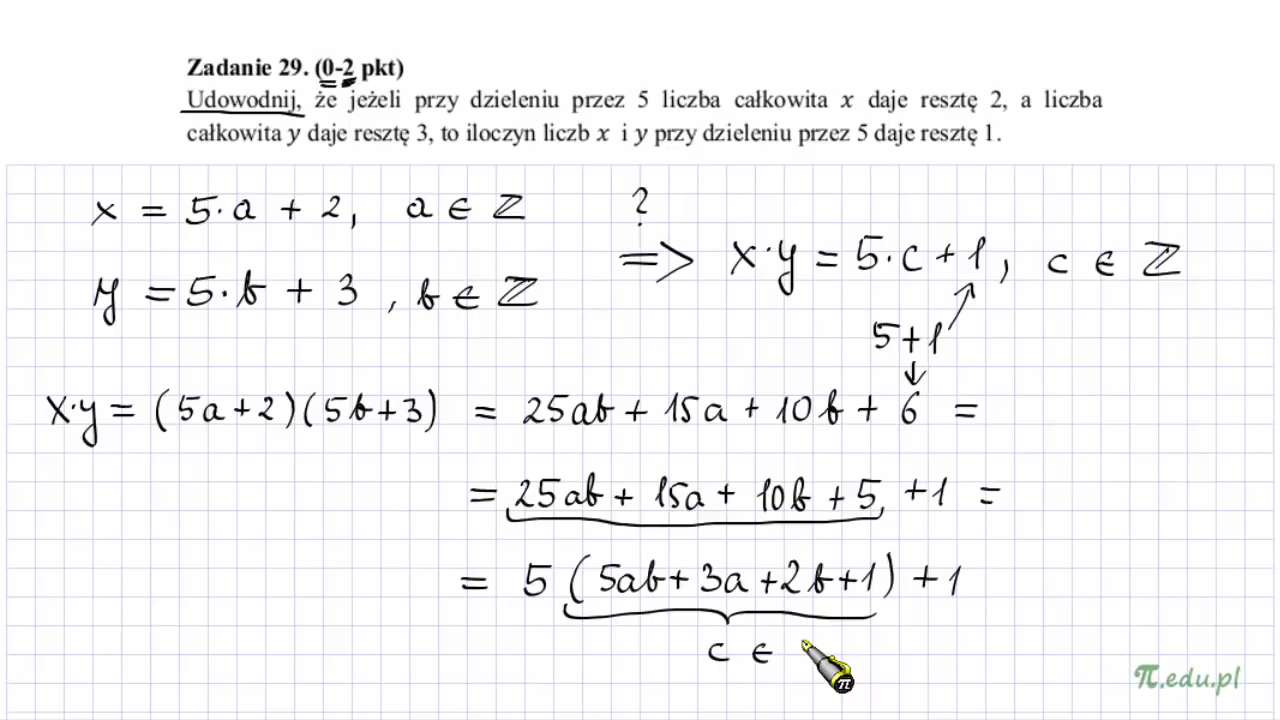 Zadanie 29. (0-2 pkt)
Udowodnij, że jeżeli przy dzieleniu przez 5 liczba całkowita x daje resztę 2, a liczba
całkowita y daje resztę 3, to iloczyn liczb x i y przy dzieleniu przez 5 daje resztę 1.
x = 5·a + 2, a ∈ ℤ
?
=> x·y = 5·c + 1, c ∈ ℤ
y = 5·b + 3, b ∈ ℤ
5+1
x·y = (5a+2)(5b+3) = 25ab + 15a + 10b + 6 =
= 25ab + 15a + 10b + 5 + 1 =
= 5 (5ab + 3a + 2b + 1) + 1
c ∈
π
π.edu.pl